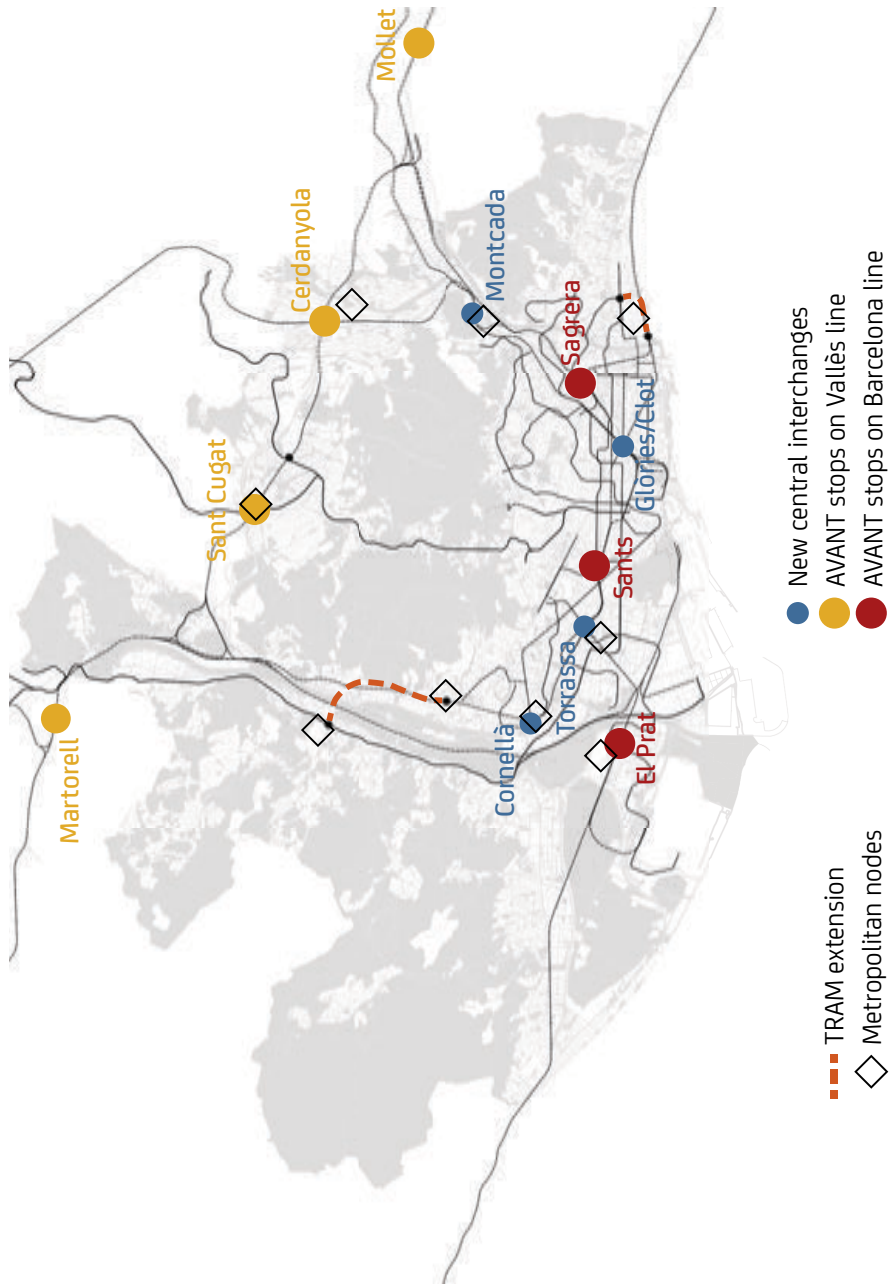 Martorell
Sant Cugat
Cerdanyola
Mollet
Cornellà
Torrassa
El Prat
Sants
Glòries/Clot
Sagrera
Montcada
TRAM extension
Metropolitan nodes
New central interchanges
AVANT stops on Vallès line
AVANT stops on Barcelona line